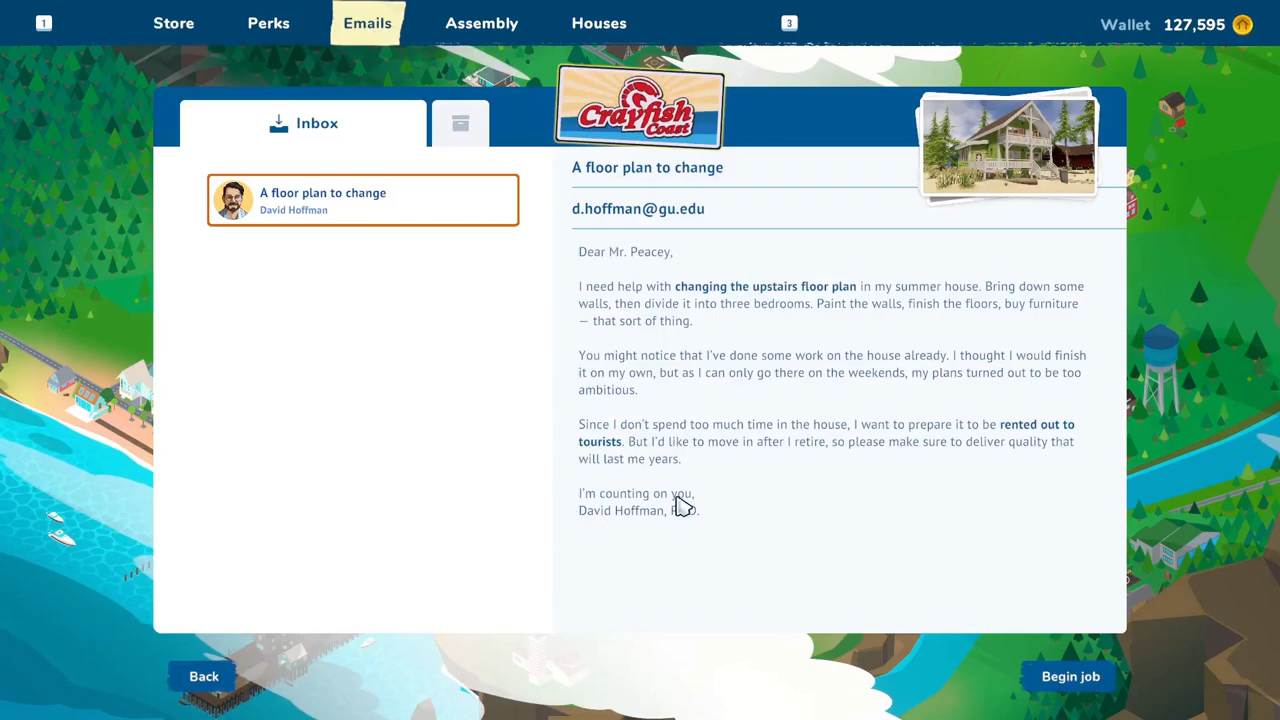 1 Store Perks Emails Assembly Houses 3 Wallet 127,595
Inbox
Crayfish
Coast
A floor plan to change
David Hoffman
A floor plan to change
d.hoffman@gu.edu
Dear Mr. Peacey,
I need help with changing the upstairs floor plan in my summer house. Bring down some
walls, then divide it into three bedrooms. Paint the walls, finish the floors, buy furniture
— that sort of thing.
You might notice that I've done some work on the house already. I thought I would finish
it on my own, but as I can only go there on the weekends, my plans turned out to be too
ambitious.
Since I don't spend too much time in the house, I want to prepare it to be rented out to
tourists. But I'd like to move in after I retire, so please make sure to deliver quality that
will last me years.
I'm counting on you,
David Hoffman,
Back
Begin job